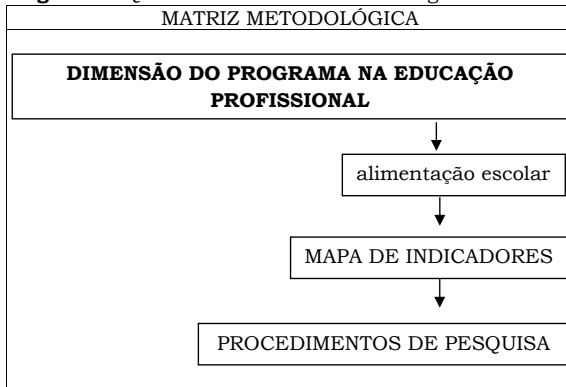 MATRIZ METODOLÓGICA
DIMENSÃO DO PROGRAMA NA EDUCAÇÃO
PROFISSIONAL
alimentação escolar
MAPA DE INDICADORES
PROCEDIMENTOS DE PESQUISA